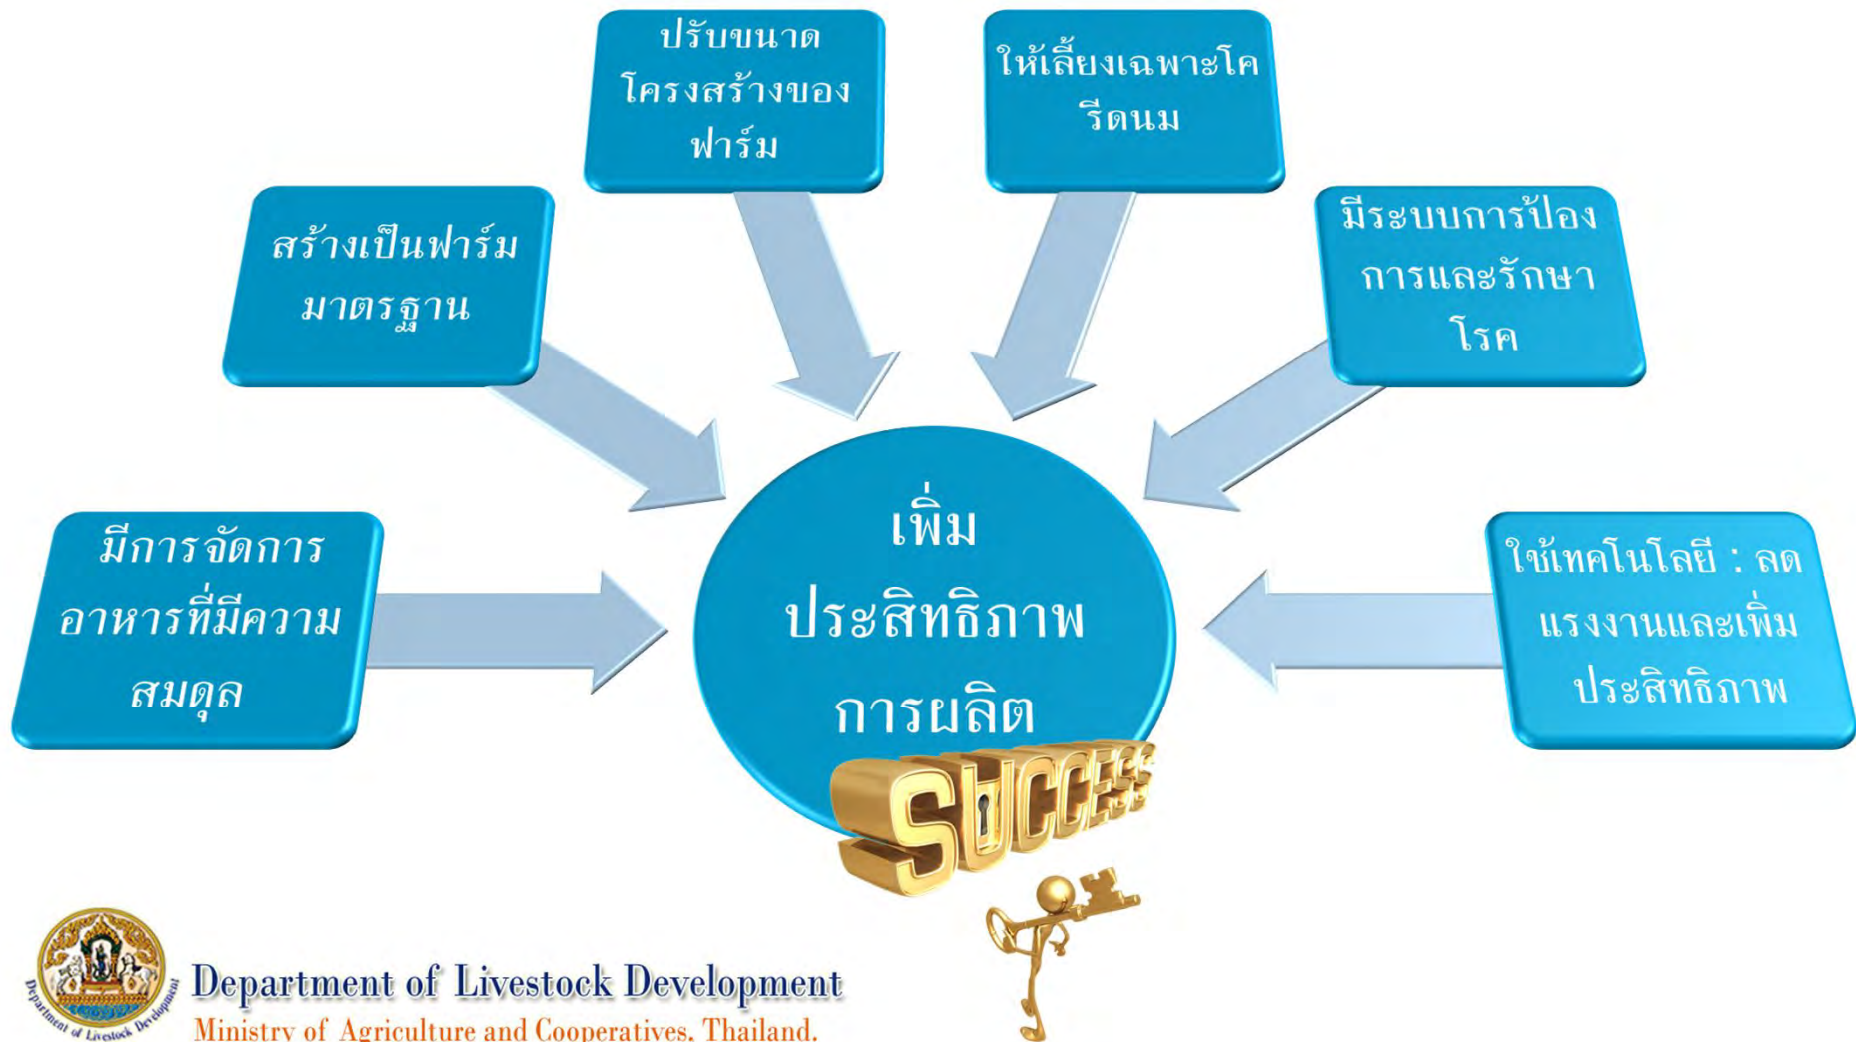 ปรับขนาด
โครงสร้างของ
ฟาร์ม
ให้เลี้ยงเฉพาะโค
รีดนม
สร้างเป็นฟาร์ม
มาตรฐาน
มีระบบการป้อง
การและรักษา
โรค
มีการจัดการ
อาหารที่มีความ
สมดุล
เพิ่ม
ประสิทธิภาพ
การผลิต
ใช้เทคโนโลยี : ลด
แรงงานและเพิ่ม
ประสิทธิภาพ
SUCCESS
Department of Livestock Development
Department of Livestock Development
Ministry of Agriculture and Cooperatives, Thailand.